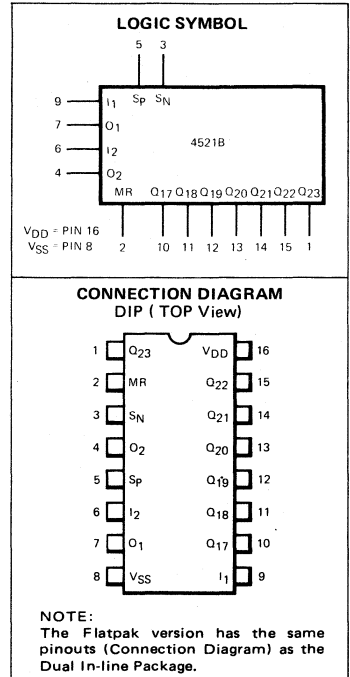 LOGIC SYMBOL
5 3
9 I1 SP SN
7 O1
4521B
6 I2
4 O2
MR Q17 Q18 Q19 Q20 Q21 Q22 Q23
VDD = PIN 16
VSS = PIN 8
2 10 11 12 13 14 15 1
CONNECTION DIAGRAM
DIP ( TOP View)
1 Q23 VDD 16
2 MR Q22 15
3 SN Q21 14
4 O2 Q20 13
5 SP Q19 12
6 I2 Q18 11
7 O1 Q17 10
8 VSS I1 9
NOTE:
The Flatpak version has the same
pinouts (Connection Diagram) as the
Dual In-line Package.